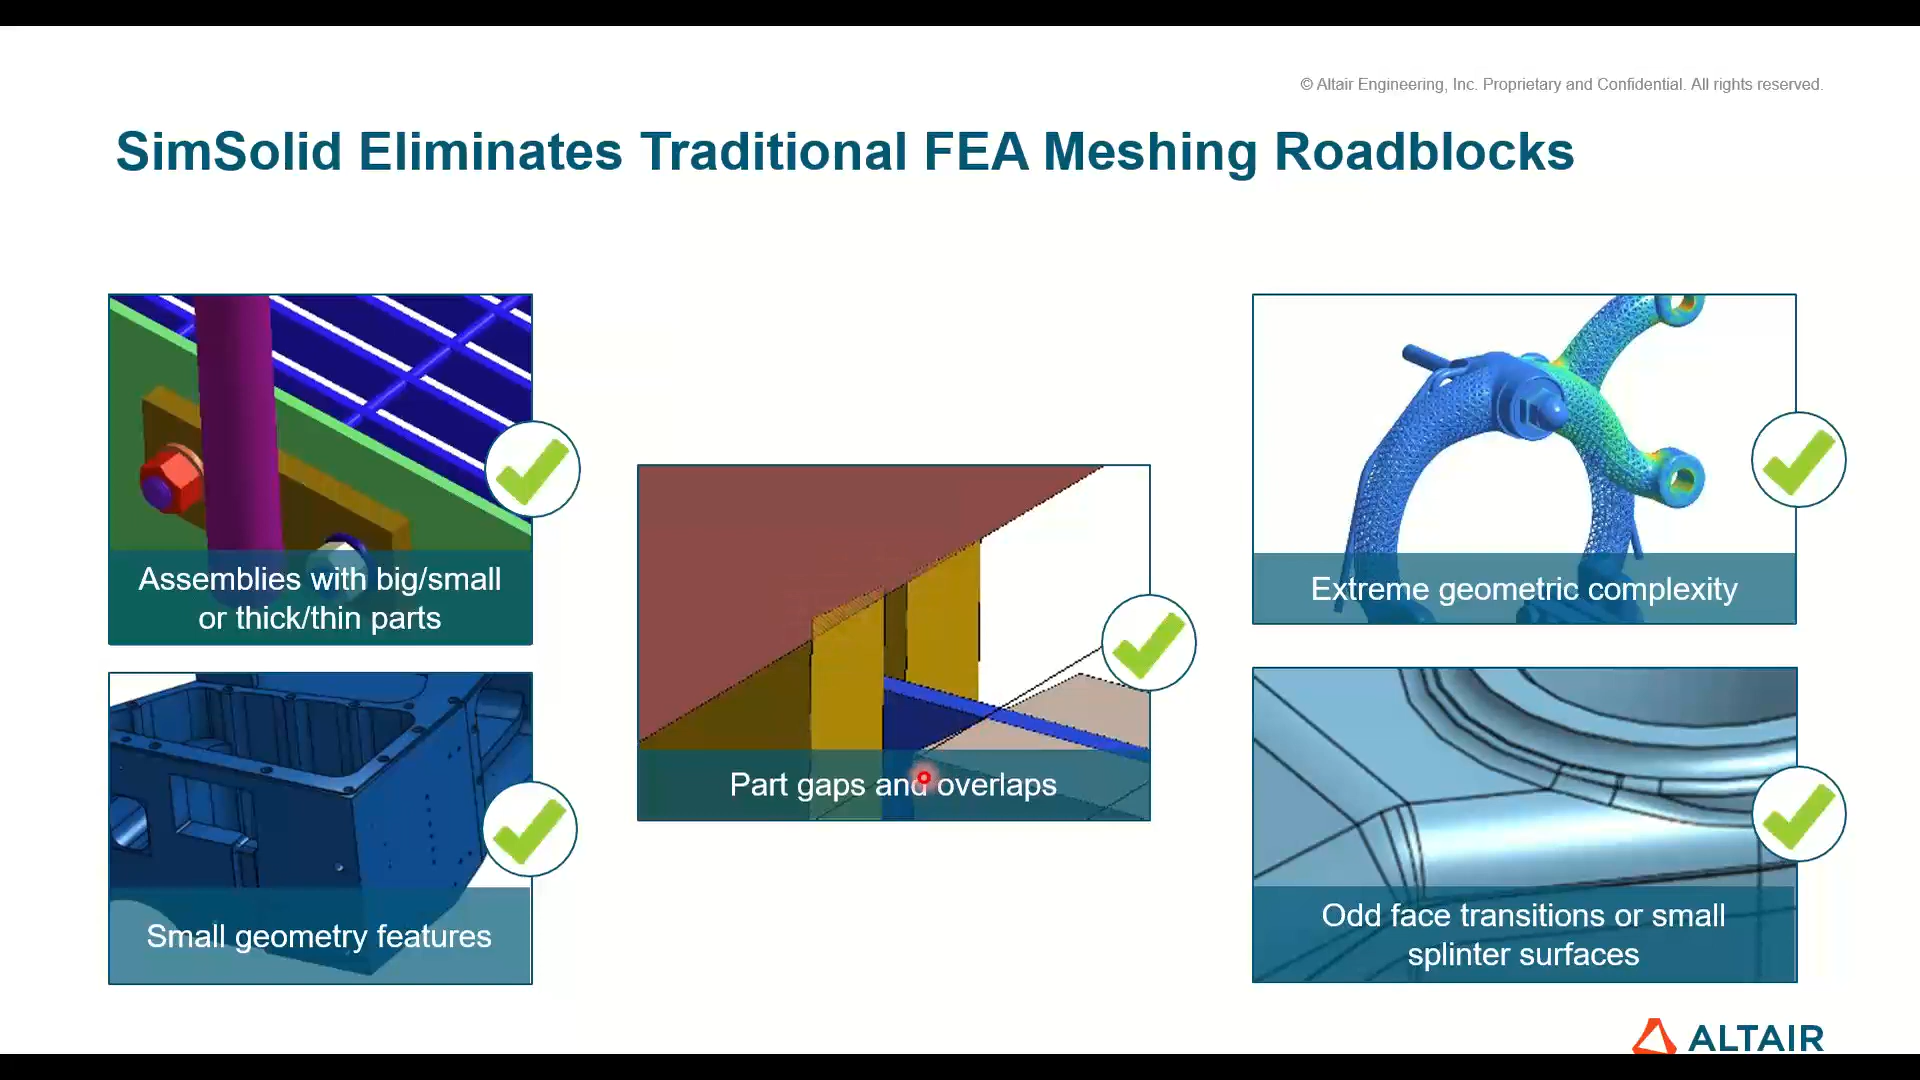 © Altair Engineering, Inc. Proprietary and Confidential. All rights reserved.
SimSolid Eliminates Traditional FEA Meshing Roadblocks
Assemblies with big/small
or thick/thin parts
Small geometry features
Part gaps and overlaps
Extreme geometric complexity
Odd face transitions or small
splinter surfaces
ALTAIR